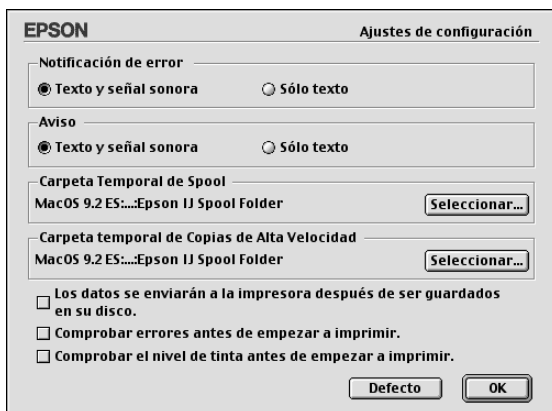 EPSON
Ajustes de configuración
Notificación de error
Texto y señal sonora
Sólo texto
Aviso
Texto y señal sonora
Sólo texto
Carpeta Temporal de Spool
MacOS 9.2 ES:...:Epson IJ Spool Folder
Seleccionar...
Carpeta temporal de Copias de Alta Velocidad
MacOS 9.2 ES:...:Epson IJ Spool Folder
Seleccionar...
Los datos se enviarán a la impresora después de ser guardados
en su disco.
Comprobar errores antes de empezar a imprimir.
Comprobar el nivel de tinta antes de empezar a imprimir.
Defecto
OK